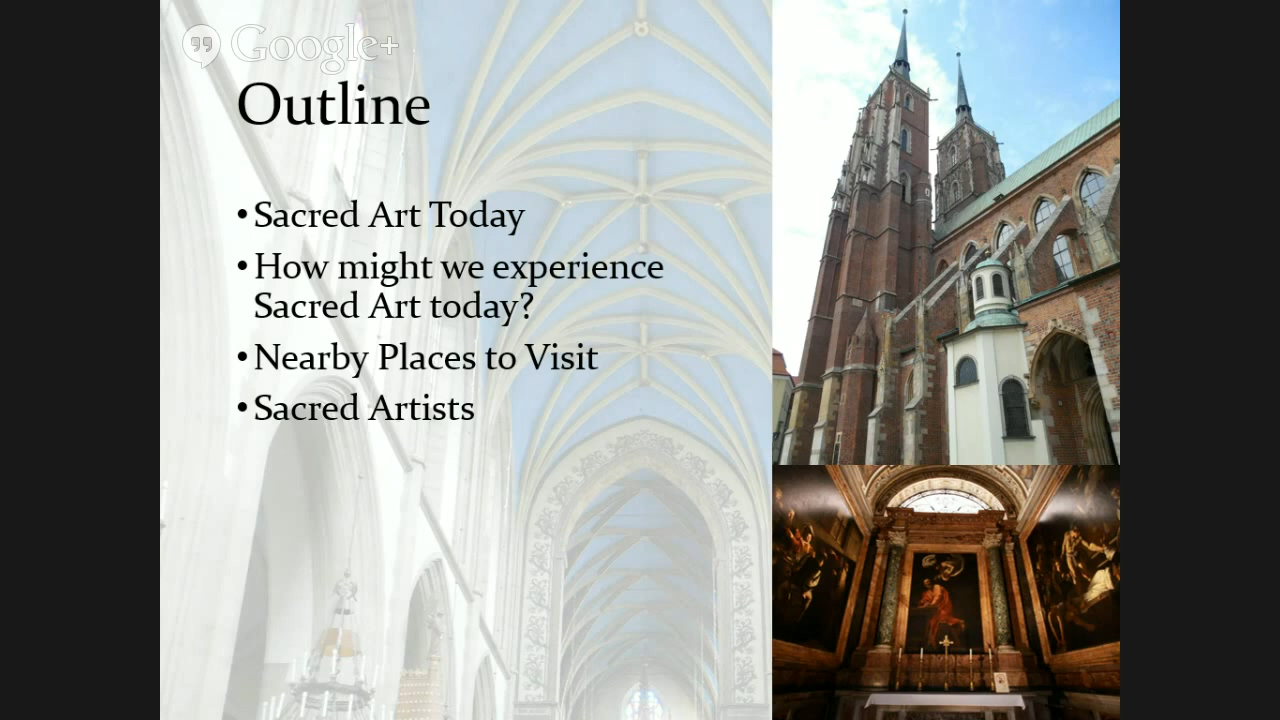 Google+
Outline
• Sacred Art Today
• How might we experience
Sacred Art today?
• Nearby Places to Visit
• Sacred Artists